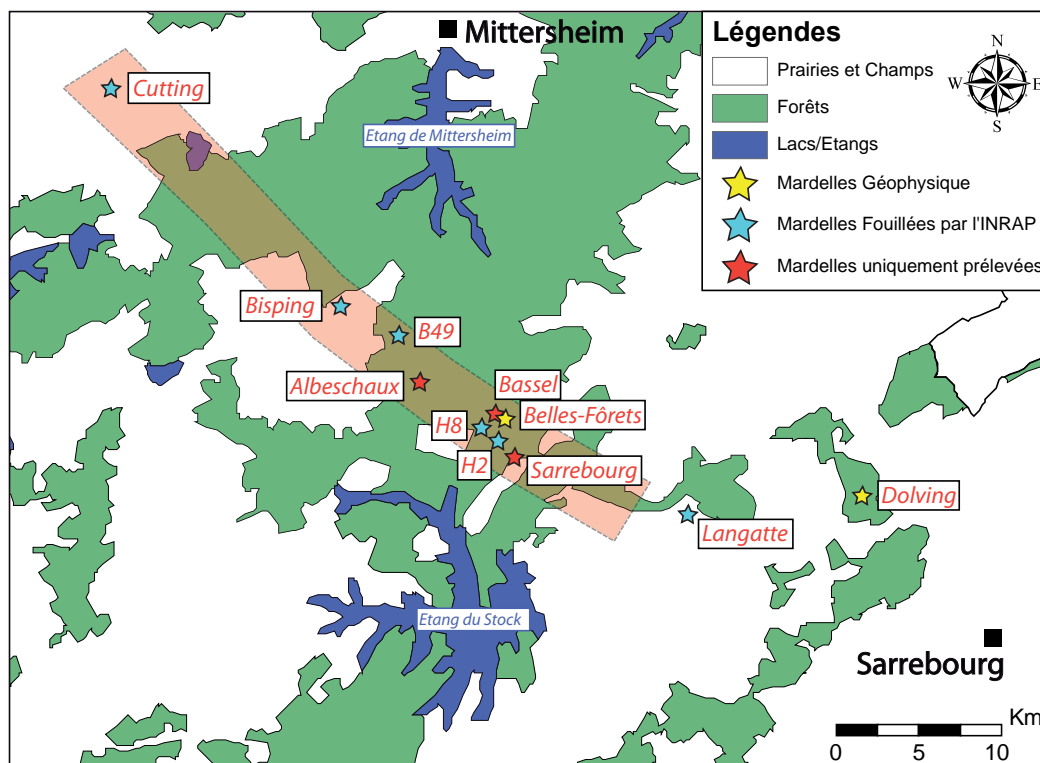 Mittersheim
Légendes
Prairies et Champs
Forêts
Lacs/Etangs
Mardelles Géophysique
Mardelles Fouillées par l'INRAP
Mardelles uniquement prélevées
N
W
E
S
Cutting
Etang de Mittersheim
Bisping
B49
Albeschaux
Bassel
Belles-Fôrets
H8
H2
Sarrebourg
Dolving
Langatte
Etang du Stock
Sarrebourg
Km
0 5 10